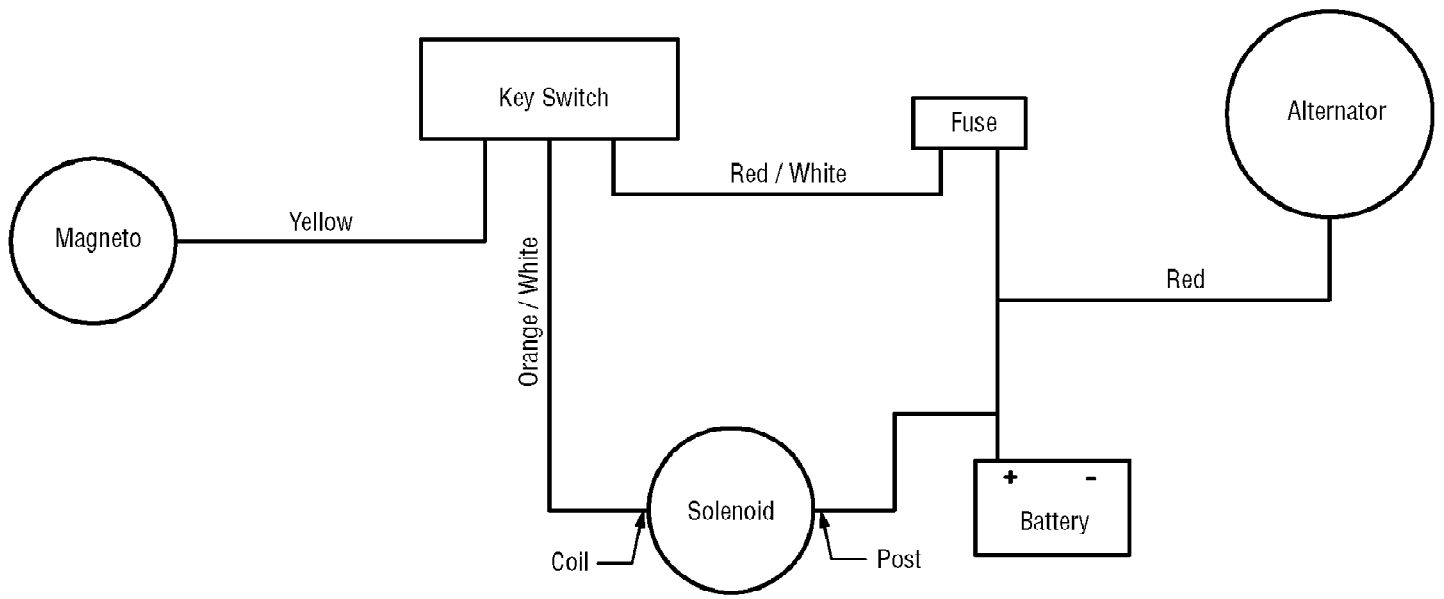 Key Switch
Fuse
Alternator
Red / White
Yellow
Magneto
Red
Orange / White
+ -
Solenoid
Battery
Coil
Post